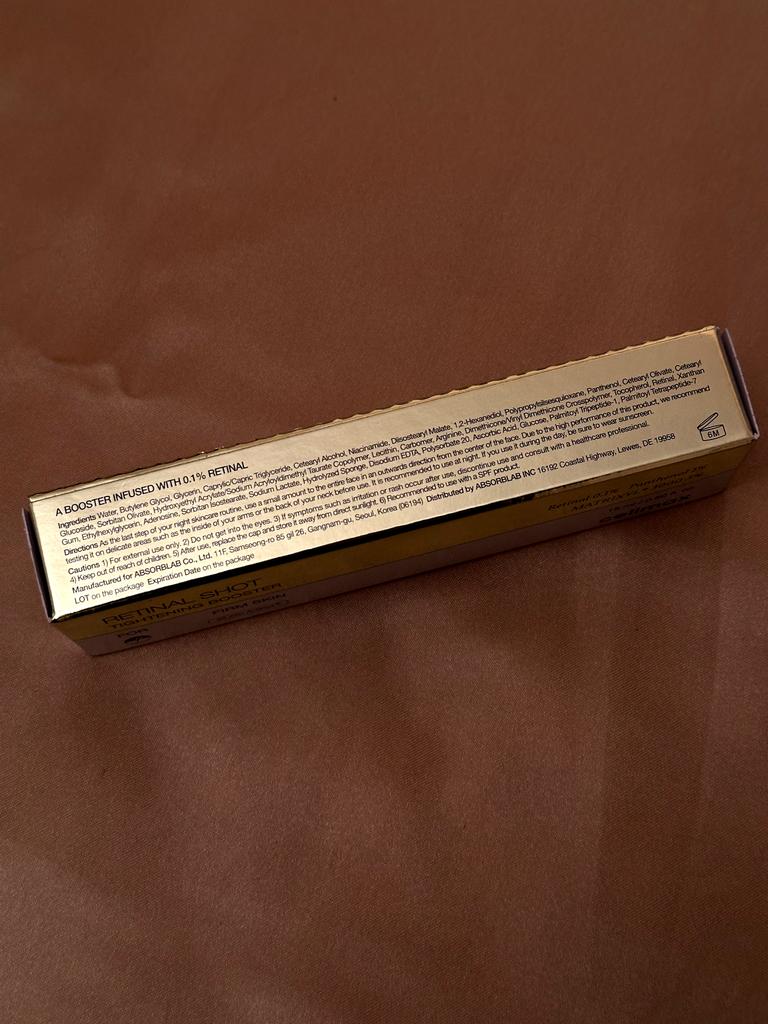 A BOOSTER INFUSED WITH 0.1% RETINAL
Ingredients Water, Butylene Glycol, Glycerin, Caprylic/Capric Triglyceride, Cetearyl Alcohol, Niacinamide, Diisostearyl Malate, 1,2-Hexanediol, Polypropylsilsesquioxane, Panthenol, Cetearyl Olivate, Cetearyl
Glucoside, Sorbitan Olivate, Hydroxyethyl Acrylate/Sodium Acryloyldimethyl Taurate Copolymer, Lecithin, Carbomer, Arginine, Dimethicone/Vinyl Dimethicone Crosspolymer, Tocopherol, Retinal, Xanthan
Gum, Ethylhexylglycerin, Adenosine, Sorbitan Isostearate, Sodium Lactate, Hydrolyzed Sponge, Disodium EDTA, Polysorbate 20, Ascorbic Acid, Glucose, Palmitoyl Tripeptide-1, Palmitoyl Tetrapeptide-7
Directions As the last step of your night skincare routine, use a small amount to the entire face in an outwards direction from the center of the face. Due to the high performance of this product, we recommend
testing it on delicate areas such as the inside of your arms or the back of your neck before use. It is recommended to use at night. If you use it during the day, be sure to wear sunscreen.
Cautions 1) For external use only. 2) Do not get into the eyes. 3) If symptoms such as irritation or rash occur after use, discontinue use and consult with a healthcare professional.
4) Keep out of reach of children. 5) After use, replace the cap and store it away from direct sunlight. 6) Recommended to use with a SPF product.
Manufactured for ABSORBLAB Co., Ltd. 11F, Samseong-ro 85 gil 26, Gangnam-gu, Seoul, Korea (06194) Distributed by ABSORBLAB INC 16192 Coastal Highway, Lewes, DE 19958
LOT on the package Expiration Date on the package
6M
RETINAL SHOT
TIGHTENING BOOSTER
FOR FIRM SKIN
Retinal 0.1% Panthenol 1%